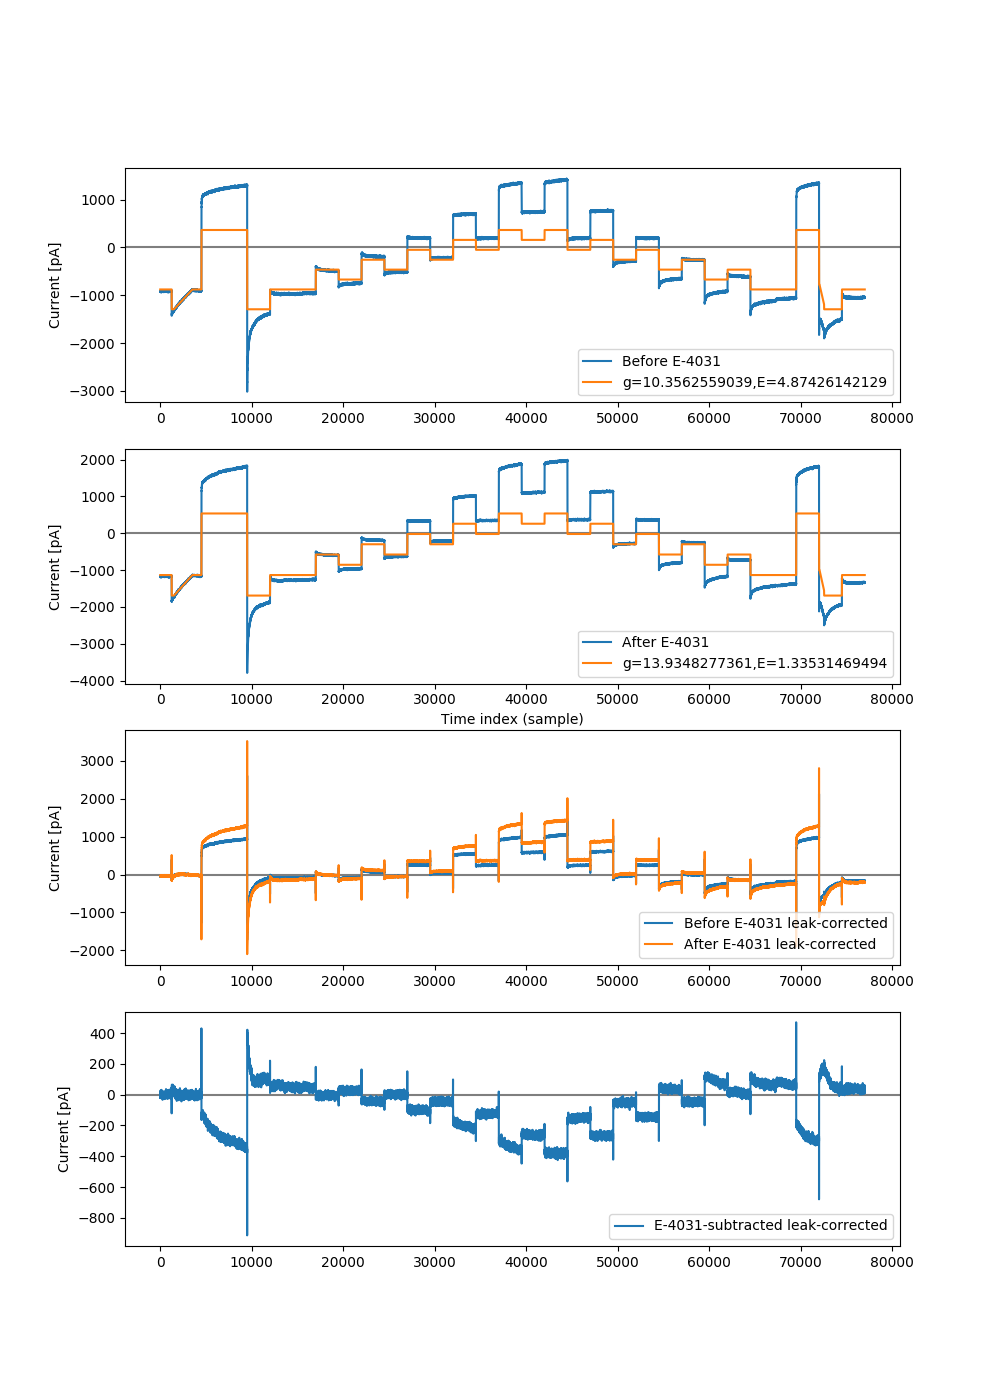 1000
0
−1000
−2000
−3000
Current [pA]
Before E-4031
g=10.3562559039,E=4.87426142129
0 10000 20000 30000 40000 50000 60000 70000 80000
2000
1000
0
−1000
−2000
−3000
−4000
Current [pA]
After E-4031
g=13.9348277361,E=1.33531469494
0 10000 20000 30000 40000 50000 60000 70000 80000
Time index (sample)
3000
2000
1000
0
−1000
−2000
Current [pA]
Before E-4031 leak-corrected
After E-4031 leak-corrected
0 10000 20000 30000 40000 50000 60000 70000 80000
400
200
0
−200
−400
−600
−800
Current [pA]
E-4031-subtracted leak-corrected
0 10000 20000 30000 40000 50000 60000 70000 80000